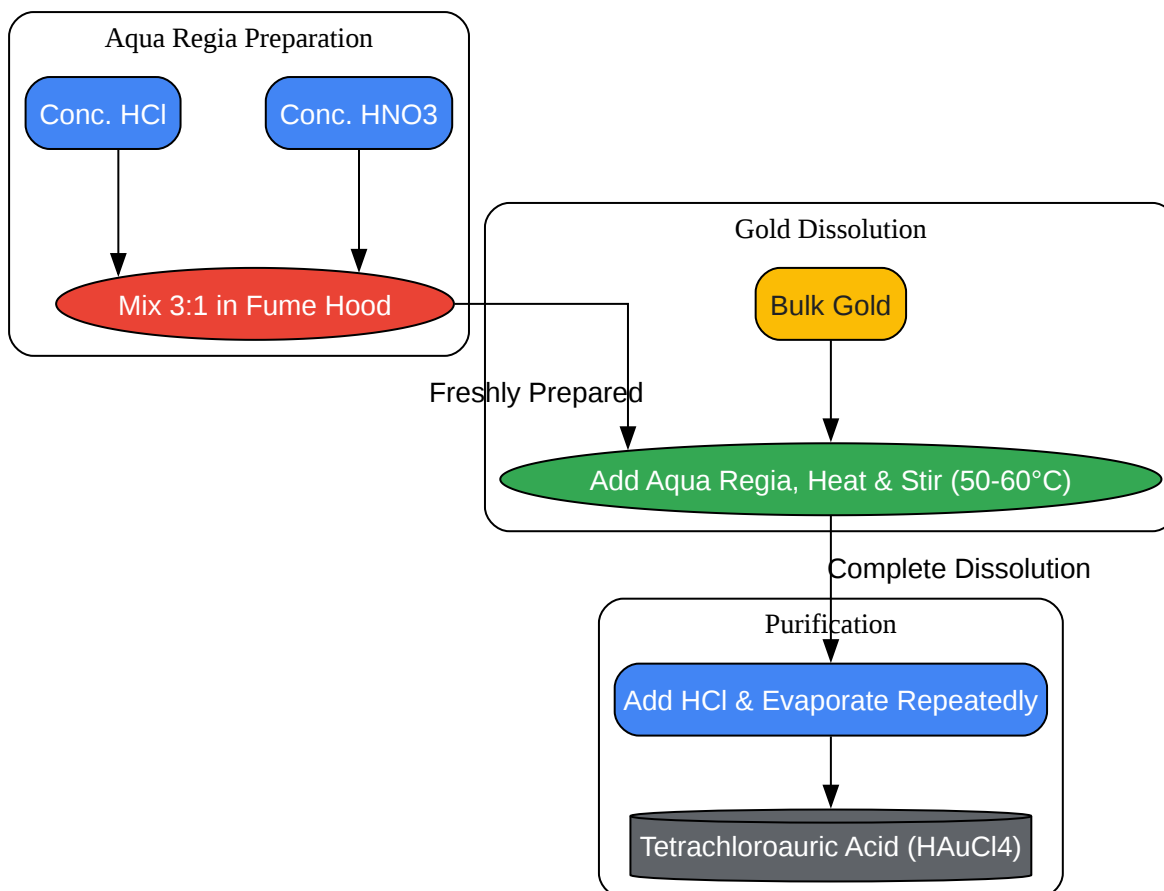 Aqua Regia Preparation
Conc. HCl
Conc. HNO3
Mix 3:1 in Fume Hood
Freshly Prepared
Gold Dissolution
Bulk Gold
Add Aqua Regia, Heat & Stir (50-60°C)
Complete Dissolution
Purification
Add HCl & Evaporate Repeatedly
Tetrachloroauric Acid (HAuCl4)